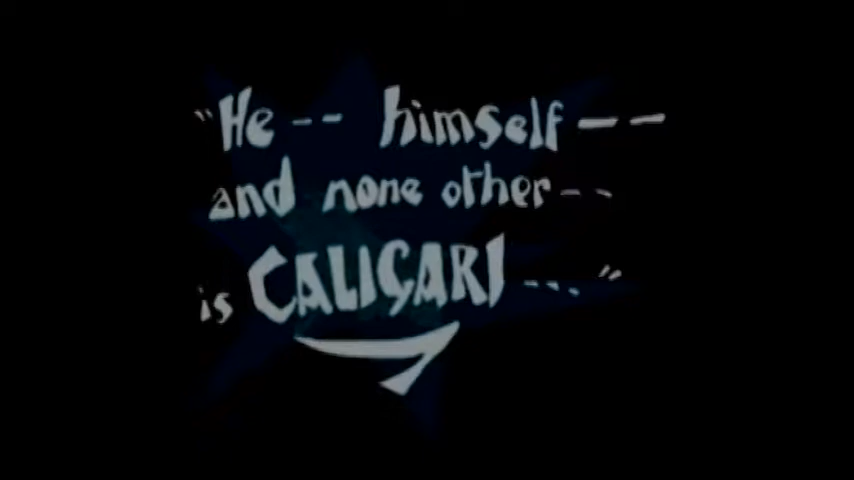 "He -- himself --
and none other --
is CALIGARI ---."